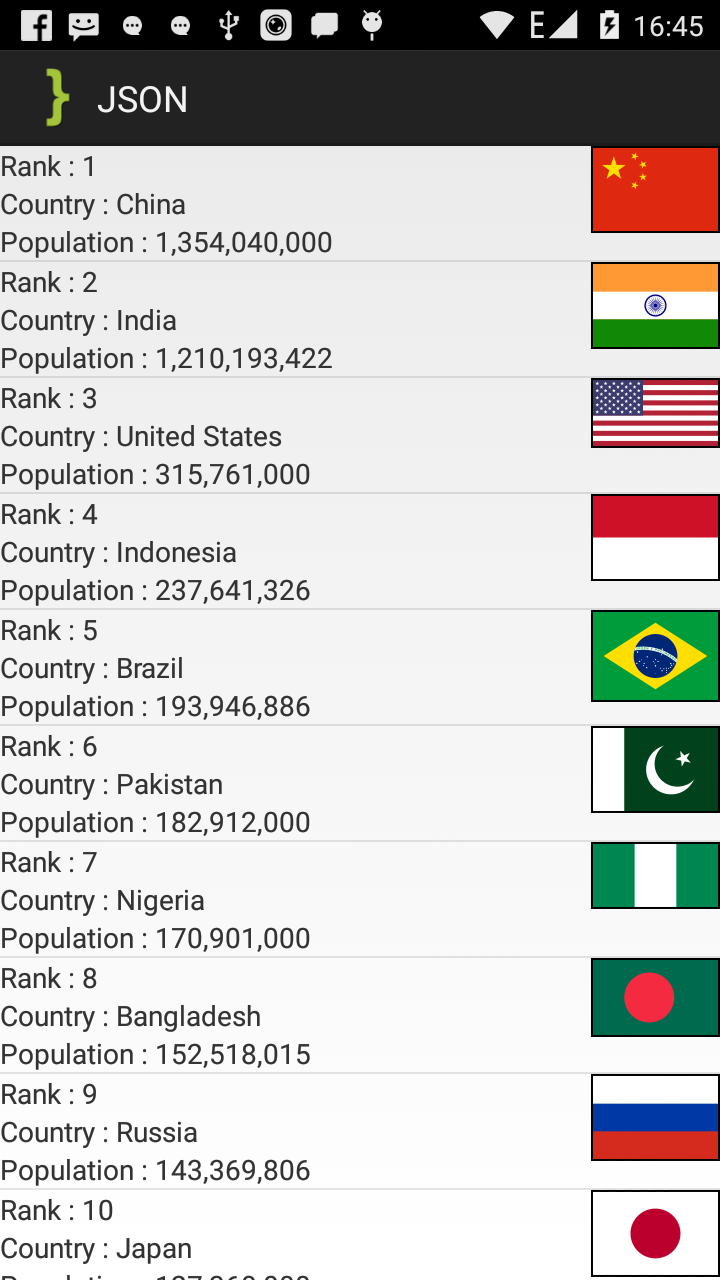 E 16:45
JSON
Rank : 1
Country : China
Population : 1,354,040,000
Rank : 2
Country : India
Population : 1,210,193,422
Rank : 3
Country : United States
Population : 315,761,000
Rank : 4
Country : Indonesia
Population : 237,641,326
Rank : 5
Country : Brazil
Population : 193,946,886
Rank : 6
Country : Pakistan
Population : 182,912,000
Rank : 7
Country : Nigeria
Population : 170,901,000
Rank : 8
Country : Bangladesh
Population : 152,518,015
Rank : 9
Country : Russia
Population : 143,369,806
Rank : 10
Country : Japan